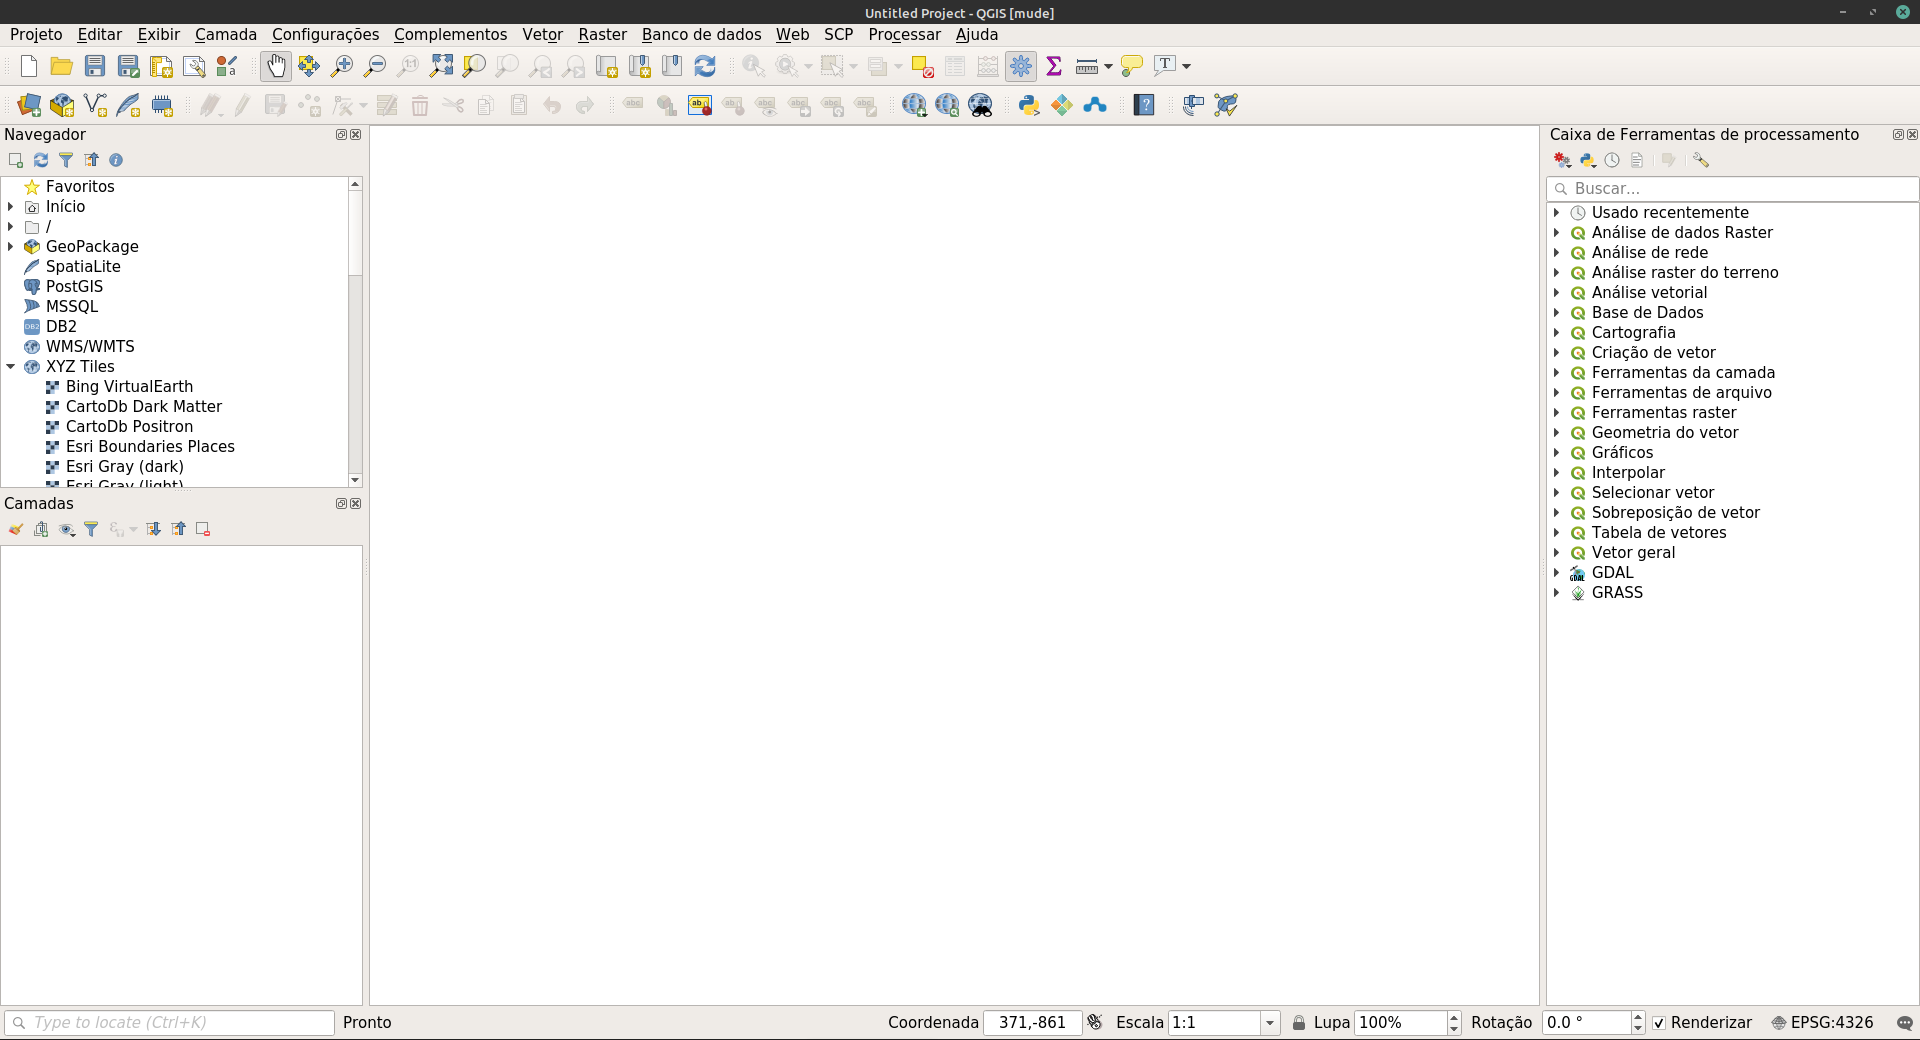 Untitled Project - QGIS [mude]
Projeto Editar Exibir Camada Configurações Complementos Vetor Raster Banco de dados Web SCP Processar Ajuda
Navegador
Favoritos
Início
/
GeoPackage
SpatiaLite
PostGIS
MSSQL
DB2
WMS/WMTS
XYZ Tiles
Bing VirtualEarth
CartoDb Dark Matter
CartoDb Positron
Esri Boundaries Places
Esri Gray (dark)
Esri Gray (light)
Camadas
Caixa de Ferramentas de processamento
Buscar...
Usado recentemente
Análise de dados Raster
Análise de rede
Análise raster do terreno
Análise vetorial
Base de Dados
Cartografia
Criação de vetor
Ferramentas da camada
Ferramentas de arquivo
Ferramentas raster
Geometria do vetor
Gráficos
Interpolar
Selecionar vetor
Sobreposição de vetor
Tabela de vetores
Vetor geral
GDAL
GRASS
Type to locate (Ctrl+K) Pronto Coordenada 371,-861 Escala 1:1 Lupa 100% Rotação 0.0 ° Renderizar EPSG:4326